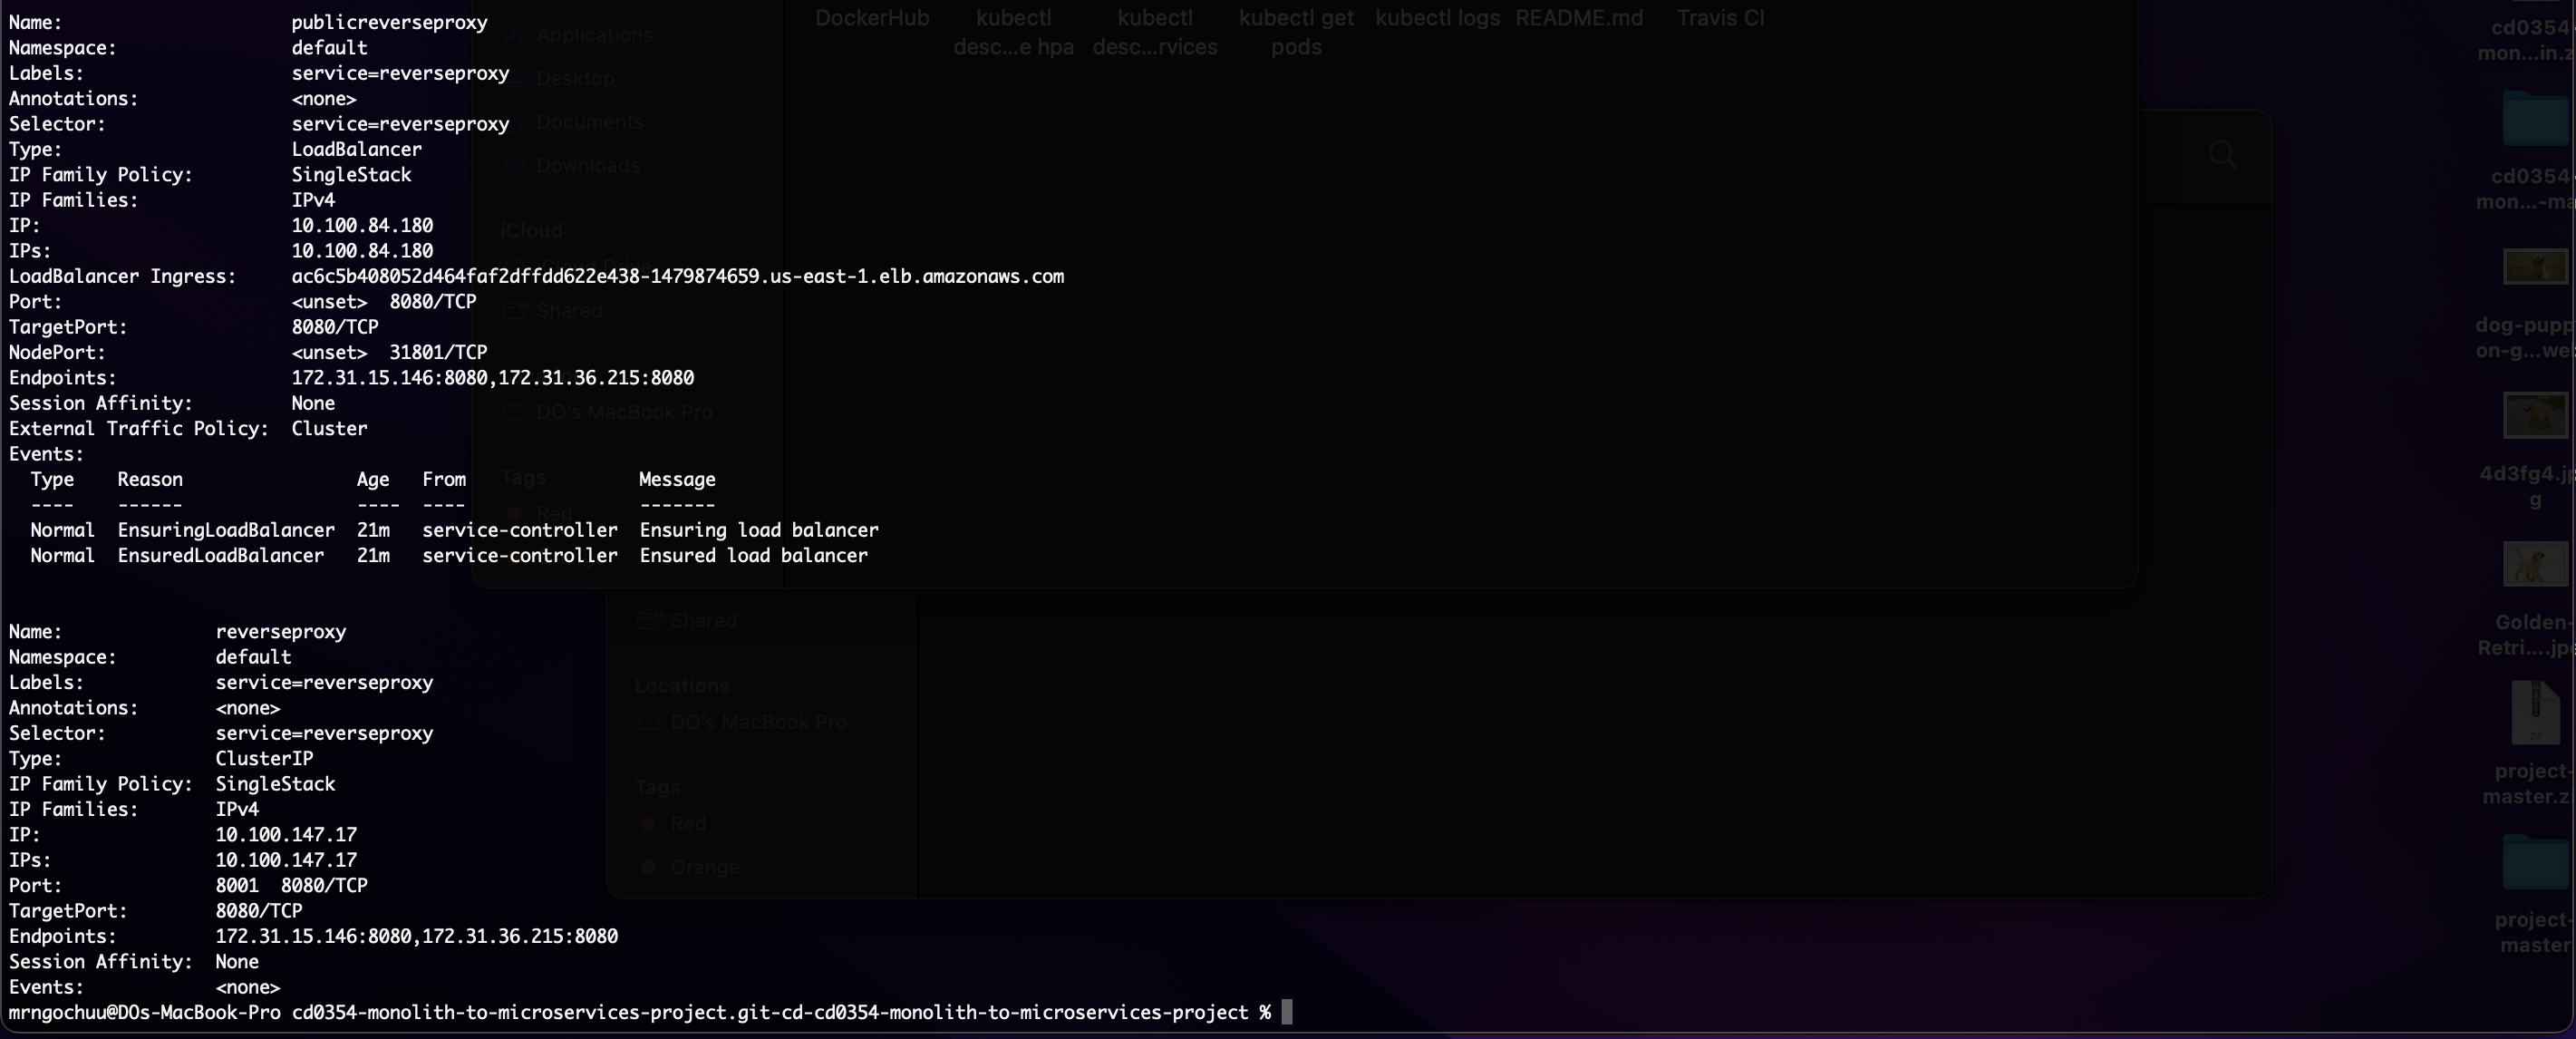 Name:                     publicreverseproxy
Namespace:                default
Labels:                   service=reverseproxy
Annotations:              <none>
Selector:                 service=reverseproxy
Type:                     LoadBalancer
IP Family Policy:         SingleStack
IP Families:              IPv4
IP:                       10.100.84.180
IPs:                      10.100.84.180
LoadBalancer Ingress:     ac6c5b408052d464faf2dffdd622e438-1479874659.us-east-1.elb.amazonaws.com
Port:                     <unset>  8080/TCP
TargetPort:               8080/TCP
NodePort:                 <unset>  31801/TCP
Endpoints:                172.31.15.146:8080,172.31.36.215:8080
Session Affinity:         None
External Traffic Policy:  Cluster
Events:
  Type    Reason                Age   From                Message
  ----    ------                ----  ----                -------
  Normal  EnsuringLoadBalancer  21m   service-controller  Ensuring load balancer
  Normal  EnsuredLoadBalancer   21m   service-controller  Ensured load balancer
Name:              reverseproxy
Namespace:         default
Labels:            service=reverseproxy
Annotations:       <none>
Selector:          service=reverseproxy
Type:              ClusterIP
IP Family Policy:  SingleStack
IP Families:       IPv4
IP:                10.100.147.17
IPs:               10.100.147.17
Port:              8001  8080/TCP
TargetPort:        8080/TCP
Endpoints:         172.31.15.146:8080,172.31.36.215:8080
Session Affinity:  None
Events:            <none>
mrngochuu@DOs-MacBook-Pro cd0354-monolith-to-microservices-project.git-cd-cd0354-monolith-to-microservices-project %
Applications
Desktop
Documents
Downloads
iCloud
iCloud Drive
Shared
DO's MacBook Pro
Tags
Red
DockerHub
kubectl
desc...e hpa
kubectl
desc...rvices
kubectl get
pods
kubectl logs
README.md
Travis CI
Shared
Locations
DO's MacBook Pro
Tags
Red
Orange
cd0354-
mon...in.z
cd0354-
mon...-ma
dog-pupp
on-g...we
4d3fg4.jp
g
Golden-
Retri....jpe
ZIP
project-
master.zi
project-
master